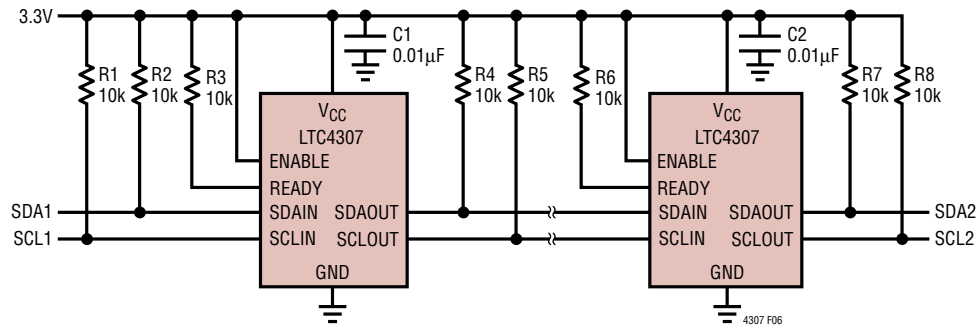 3.3V
R1
10k
R2
10k
R3
10k
C1
0.01µF
R4
10k
R5
10k
R6
10k
C2
0.01µF
R7
10k
R8
10k
VCC
LTC4307
ENABLE
READY
SDAIN
SCLIN
SDAOUT
SCLOUT
GND
VCC
LTC4307
ENABLE
READY
SDAIN
SCLIN
SDAOUT
SCLOUT
GND
SDA1
SCL1
SDA2
SCL2
4307 F06